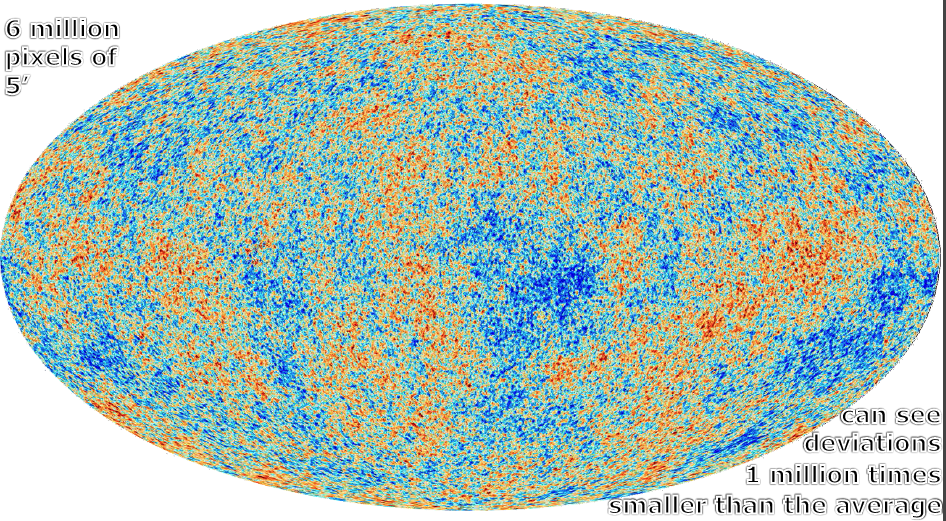 6 million
pixels of
5′
can see
deviations
1 million times
smaller than the average